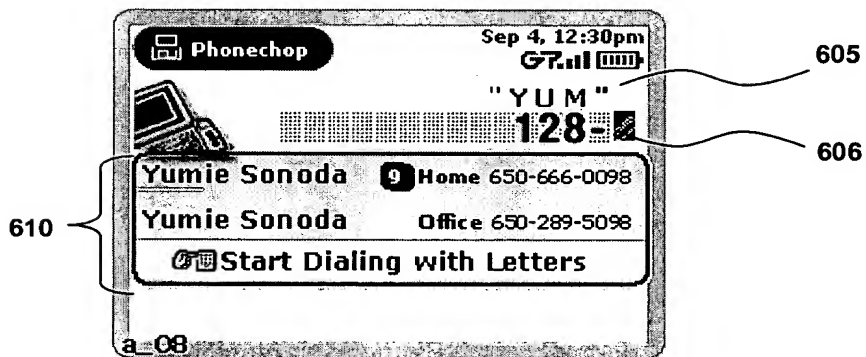 Phonechop
Sep 4, 12:30pm
G
"YUM"
128-
605
606
610
Yumie Sonoda 9 Home 650-666-0098
Yumie Sonoda Office 650-289-5098
Start Dialing with Letters
a_08